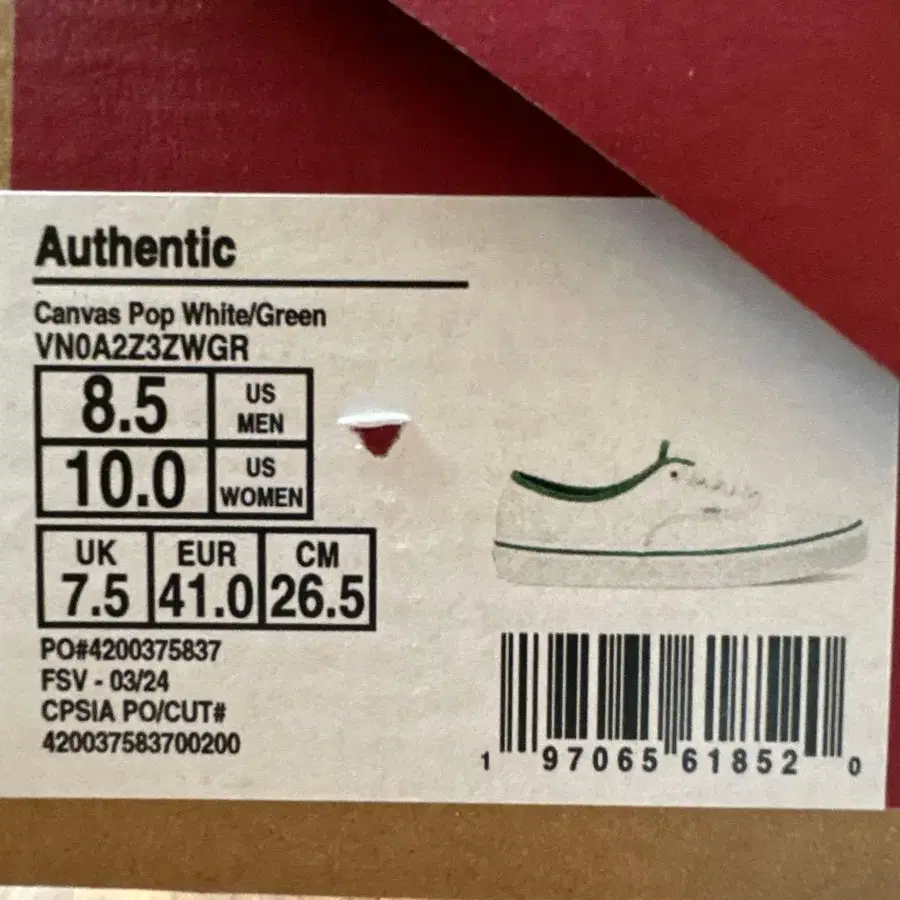 Authentic
Canvas Pop White/Green
VN0A2Z3ZWGR
8.5 US MEN
10.0 US WOMEN
UK EUR CM
7.5 41.0 26.5
PO#4200375837
FSV - 03/24
CPSIA PO/CUT#
420037583700200
1 97065 61852 0